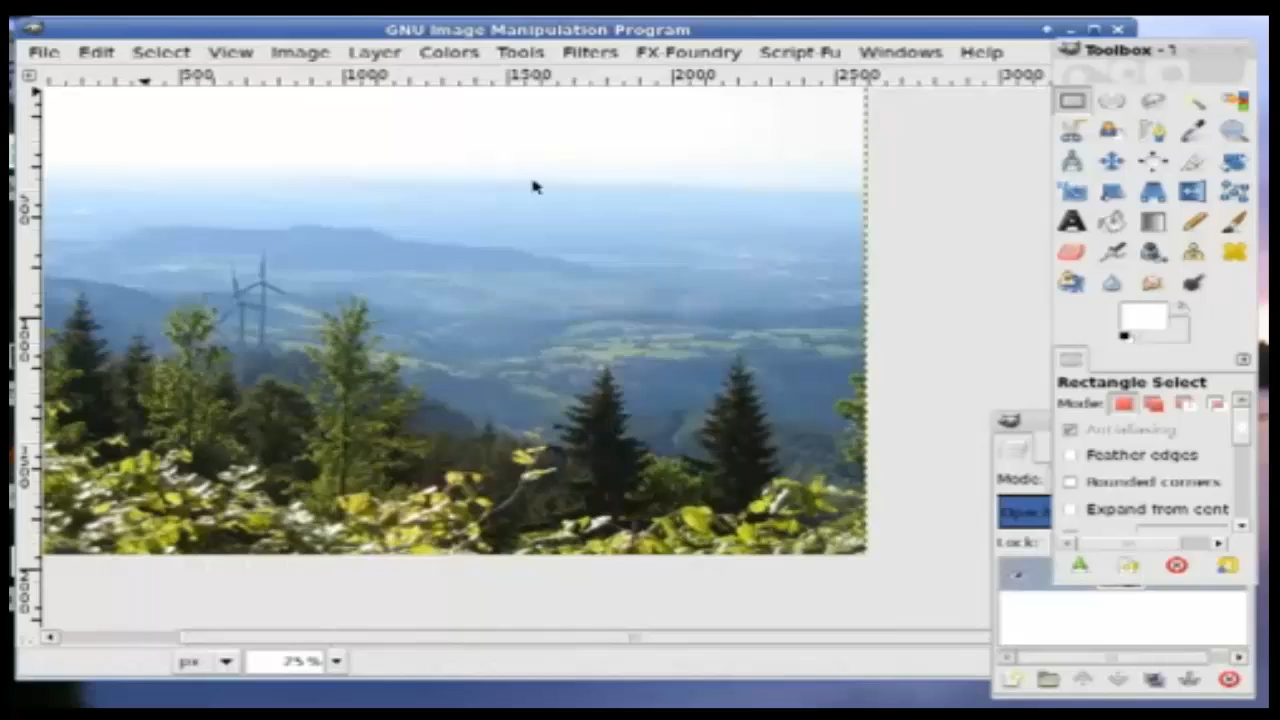 GNU Image Manipulation Program
File Edit Select View Image Layer Colors Tools Filters FX-Foundry Script-Fu Windows Help
Toolbox - 1
500 1000 1500 2000 2500 3000
Rectangle Select
Mode:
Antialiasing
Feather edges
Rounded corners
Expand from cent
Mode:
Lock:
px 75 %